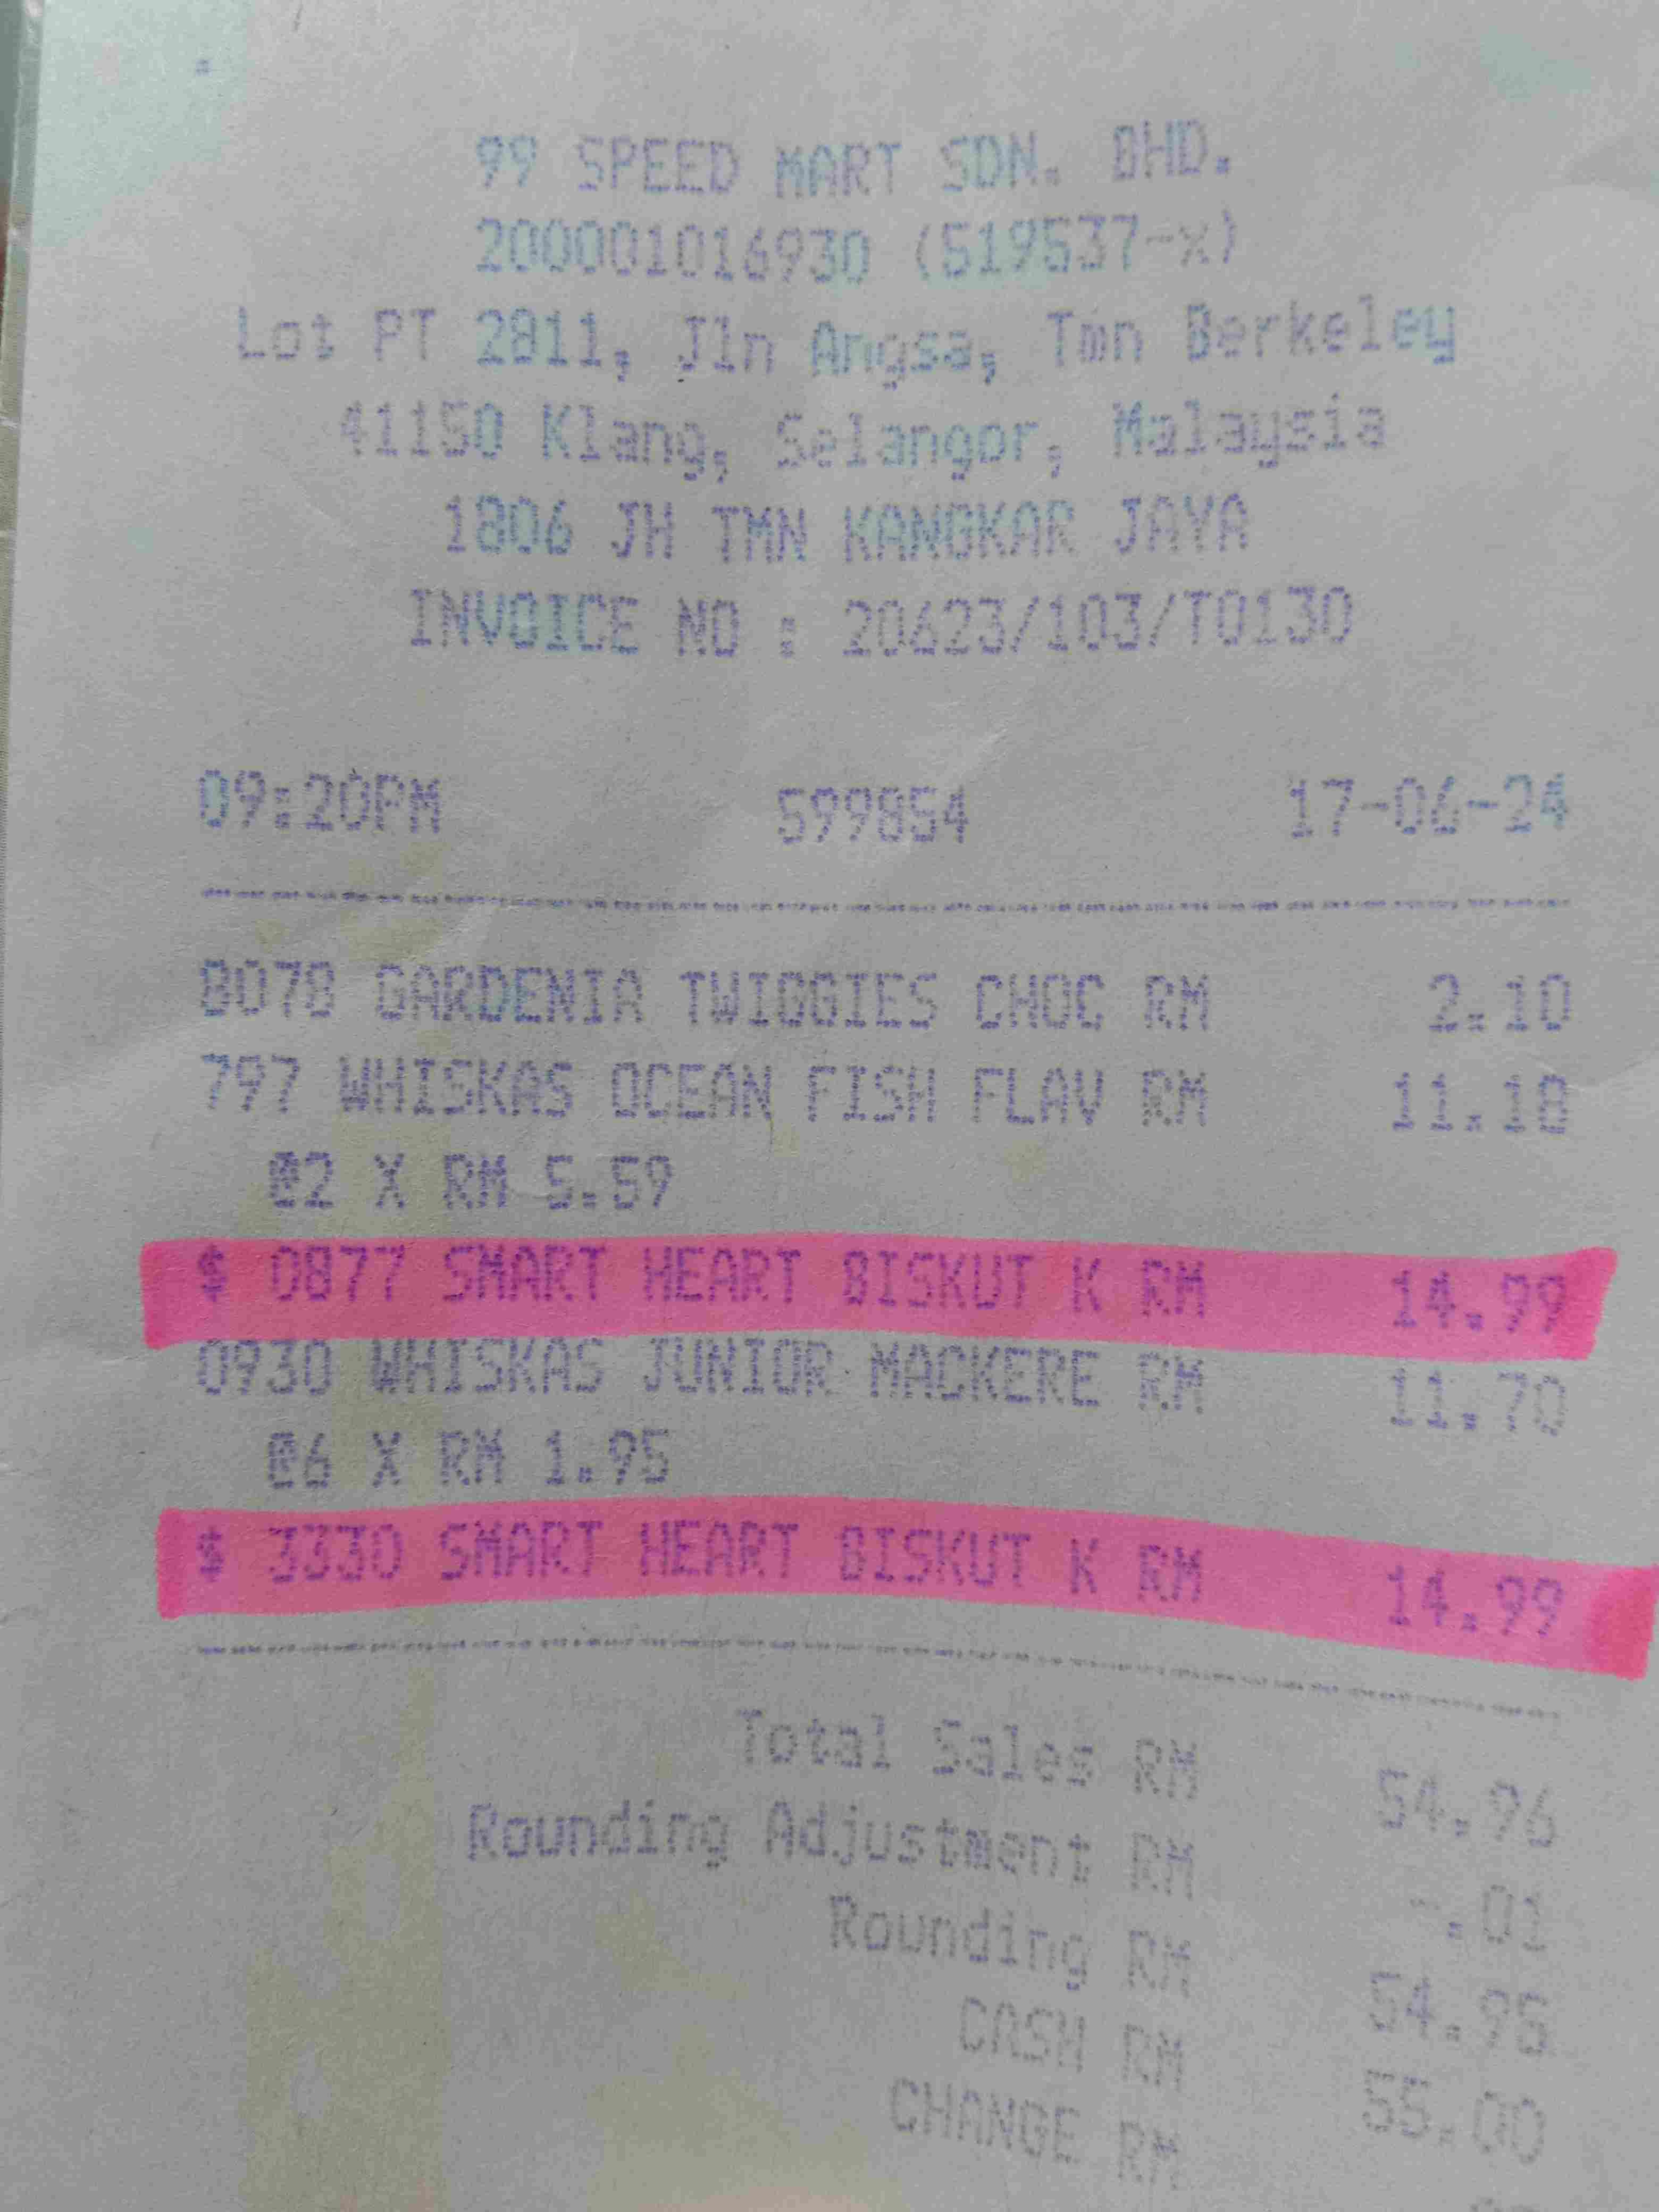 99 SPEED MART SDN. BHD.
200001016930 (519537-X)
Lot PT 2811, Jln Angsa, Tmn Berkeley
41150 Klang, Selangor, Malaysia
1806 JH TMN KANGKAR JAYA
INVOICE NO : 20623/103/T0130
09:20PM 599854 17-06-24
8078 GARDENIA TWIGGIES CHOC RM 2.10
797 WHISKAS OCEAN FISH FLAV RM 11.18
02 X RM 5.59
$ 0877 SMART HEART BISKUT K RM 14.99
0930 WHISKAS JUNIOR MACKERE RM 11.70
06 X RM 1.95
$ 3330 SMART HEART BISKUT K RM 14.99
Total Sales RM 54.96
Rounding Adjustment RM -.01
Rounding RM 54.95
CASH RM 55.00
CHANGE RM